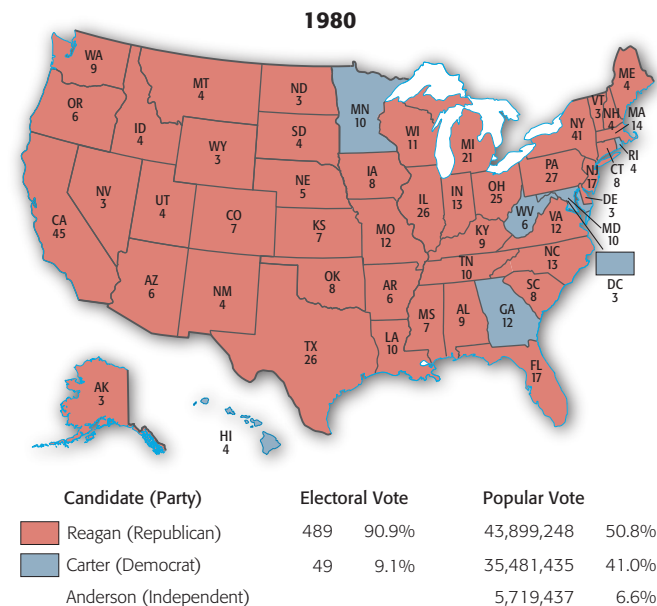 1980
WA
9
OR
6
CA
45
NV
3
ID
4
MT
4
WY
3
UT
4
AZ
6
CO
7
NM
4
ND
3
SD
4
NE
5
KS
7
OK
8
TX
26
MN
10
IA
8
MO
12
AR
6
LA
10
WI
11
IL
26
MI
21
IN
13
OH
25
KY
9
TN
10
MS
7
AL
9
GA
12
FL
17
SC
8
NC
13
VA
12
WV
6
PA
27
NY
41
VT
3
NH
4
ME
4
MA
14
RI
4
CT
8
NJ
17
DE
3
MD
10
DC
3
AK
3
HI
4
Candidate (Party) Electoral Vote Popular Vote
Reagan (Republican) 489 90.9% 43,899,248 50.8%
Carter (Democrat) 49 9.1% 35,481,435 41.0%
Anderson (Independent) 5,719,437 6.6%